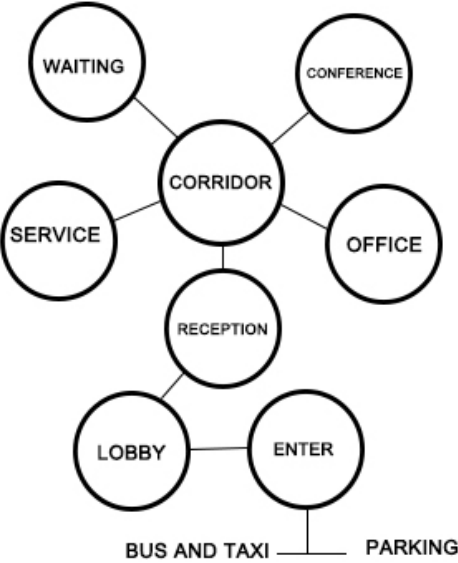 WAITING
CONFERENCE
CORRIDOR
SERVICE
OFFICE
RECEPTION
LOBBY
ENTER
BUS AND TAXI
PARKING